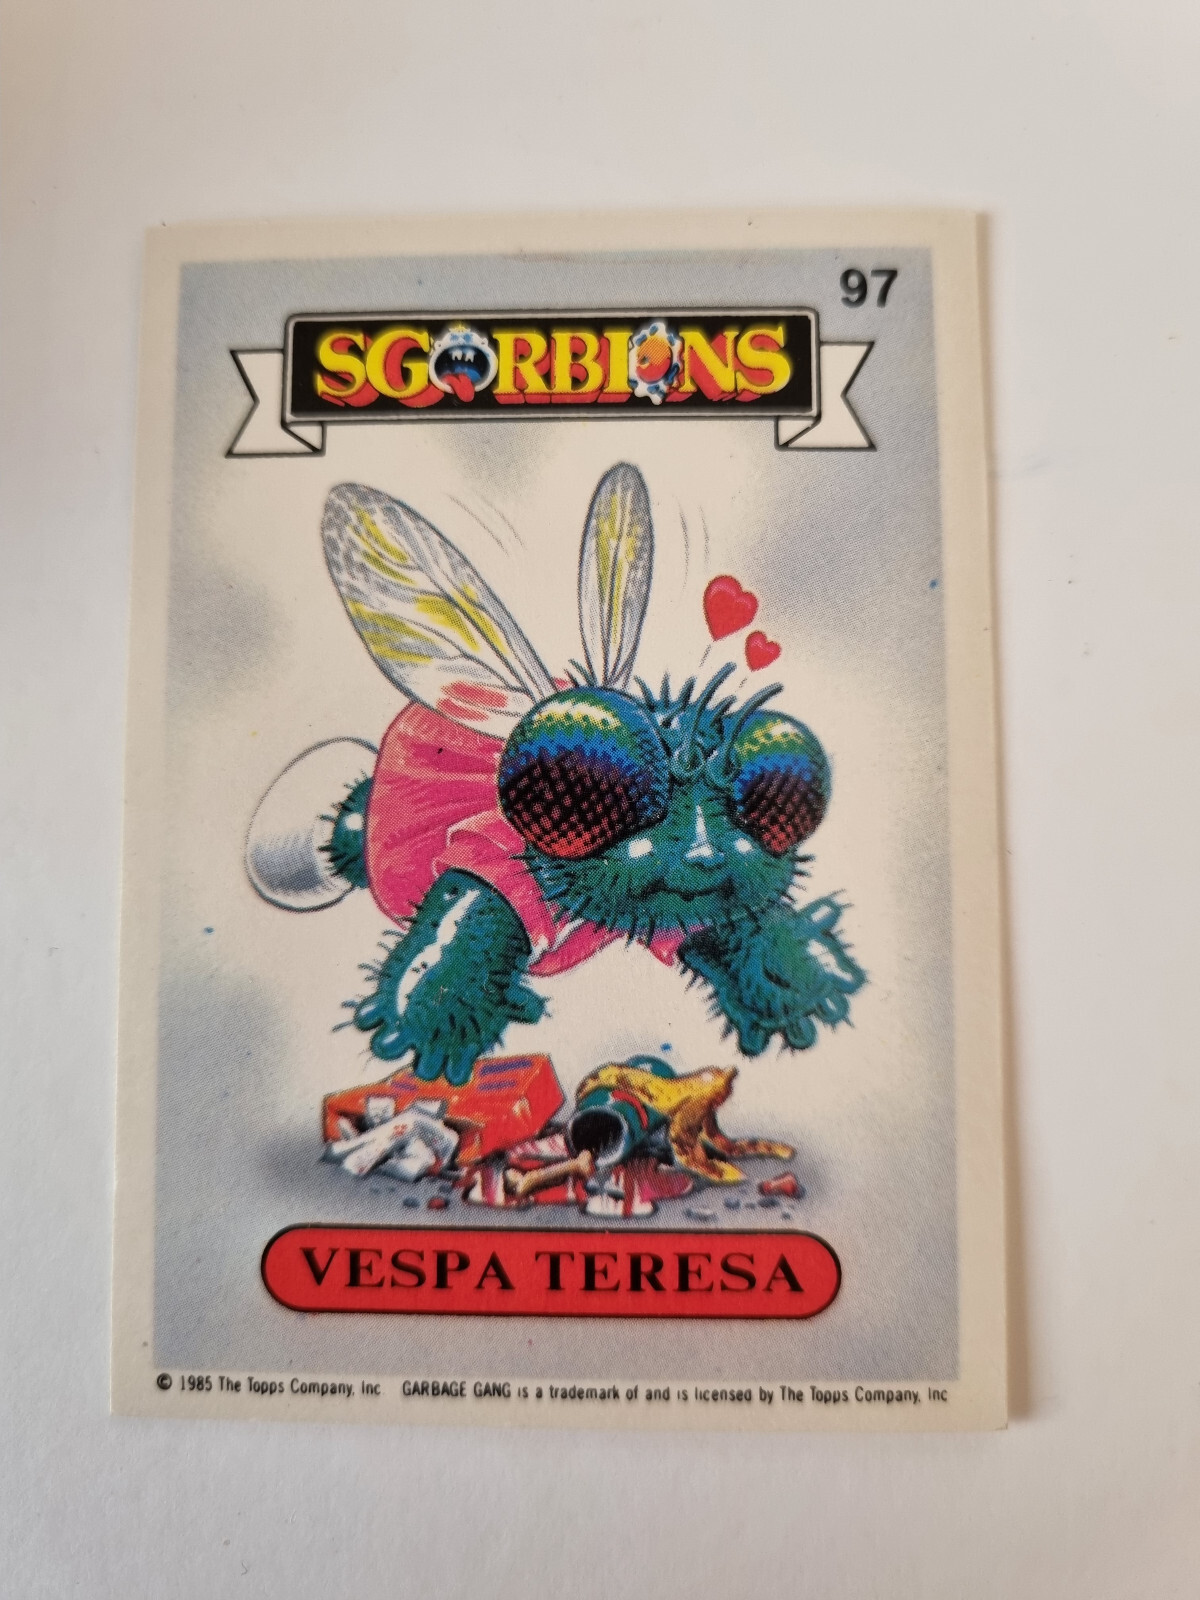 97
SGORBIONS
VESPA TERESA
© 1985 The Topps Company, Inc. GARBAGE GANG is a trademark of and is licensed by The Topps Company, Inc